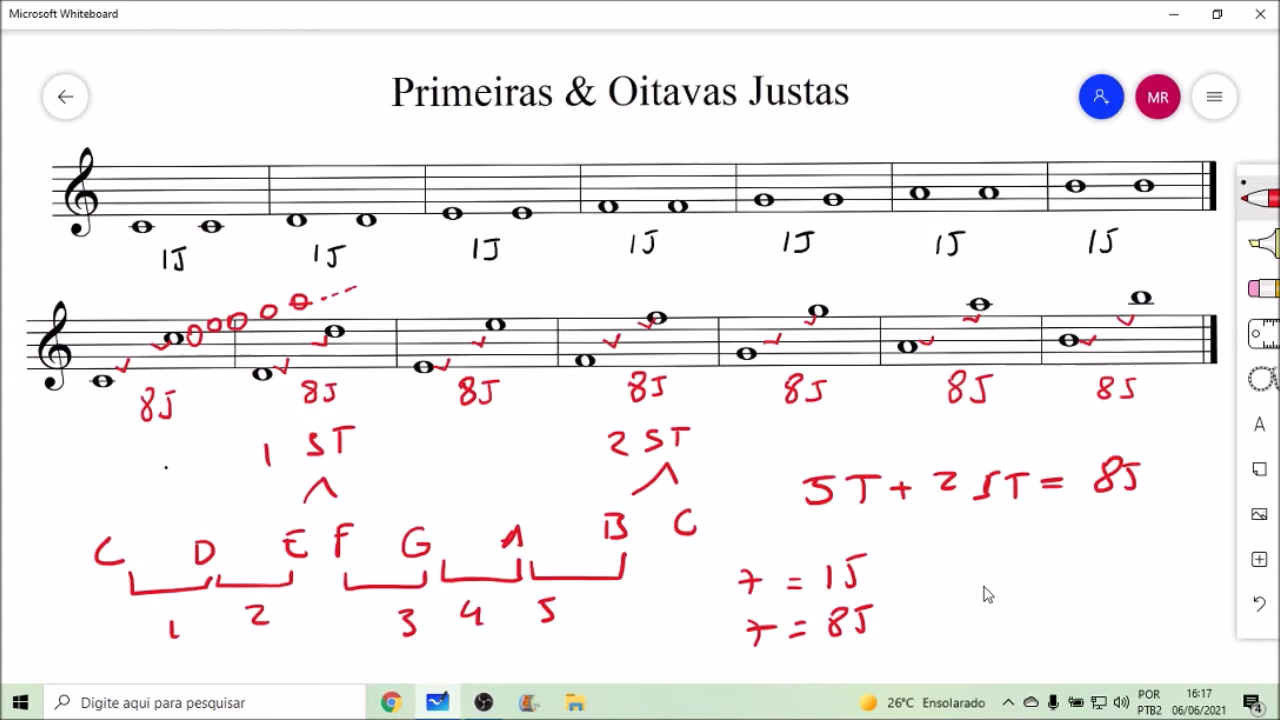 Microsoft Whiteboard
Primeiras & Oitavas Justas
MR
1J 1J 1J 1J 1J 1J 1J
8J 8J 8J 8J 8J 8J 8J
1 ST 2 ST
5T + 2 ST = 8J
C D E F G A B C
1 2 3 4 5
7 = 1J
7 = 8J
A
Digite aqui para pesquisar
26°C Ensolarado
POR
PTB2
16:17
06/06/2021
4